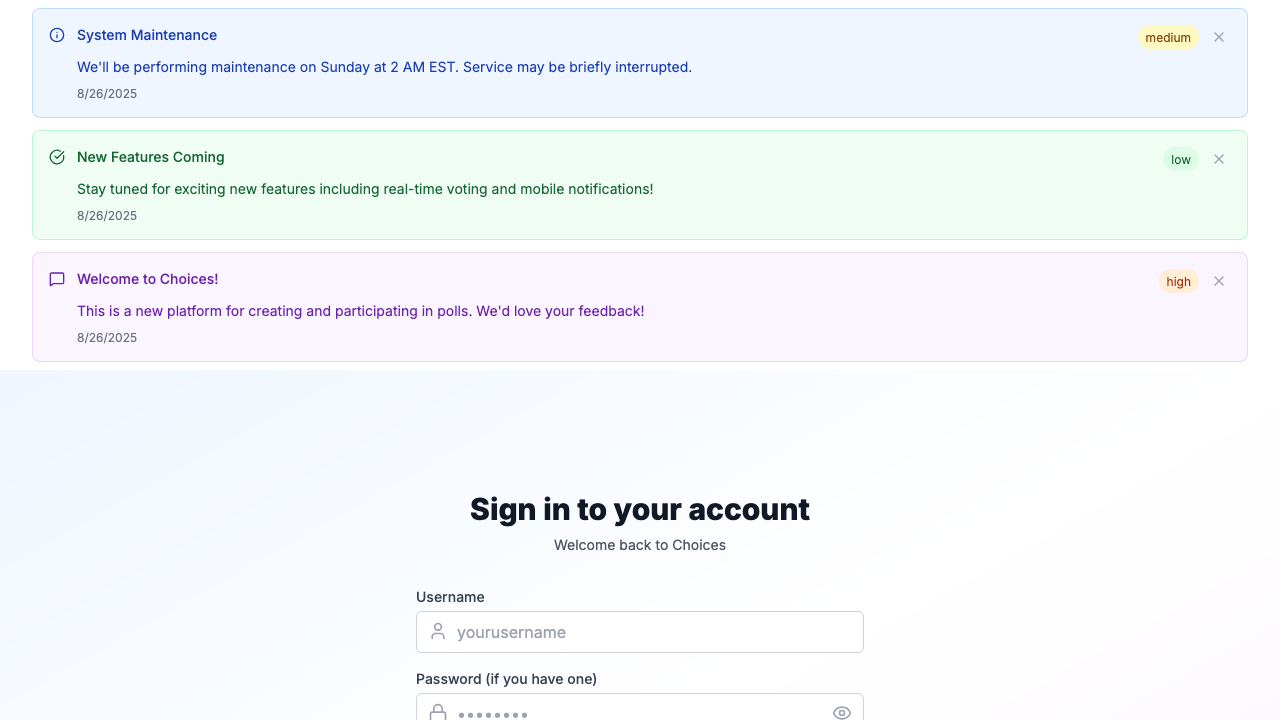 System Maintenance
medium
We'll be performing maintenance on Sunday at 2 AM EST. Service may be briefly interrupted.
8/26/2025
New Features Coming
low
Stay tuned for exciting new features including real-time voting and mobile notifications!
8/26/2025
Welcome to Choices!
high
This is a new platform for creating and participating in polls. We'd love your feedback!
8/26/2025
Sign in to your account
Welcome back to Choices
Username
yourusername
Password (if you have one)
••••••••